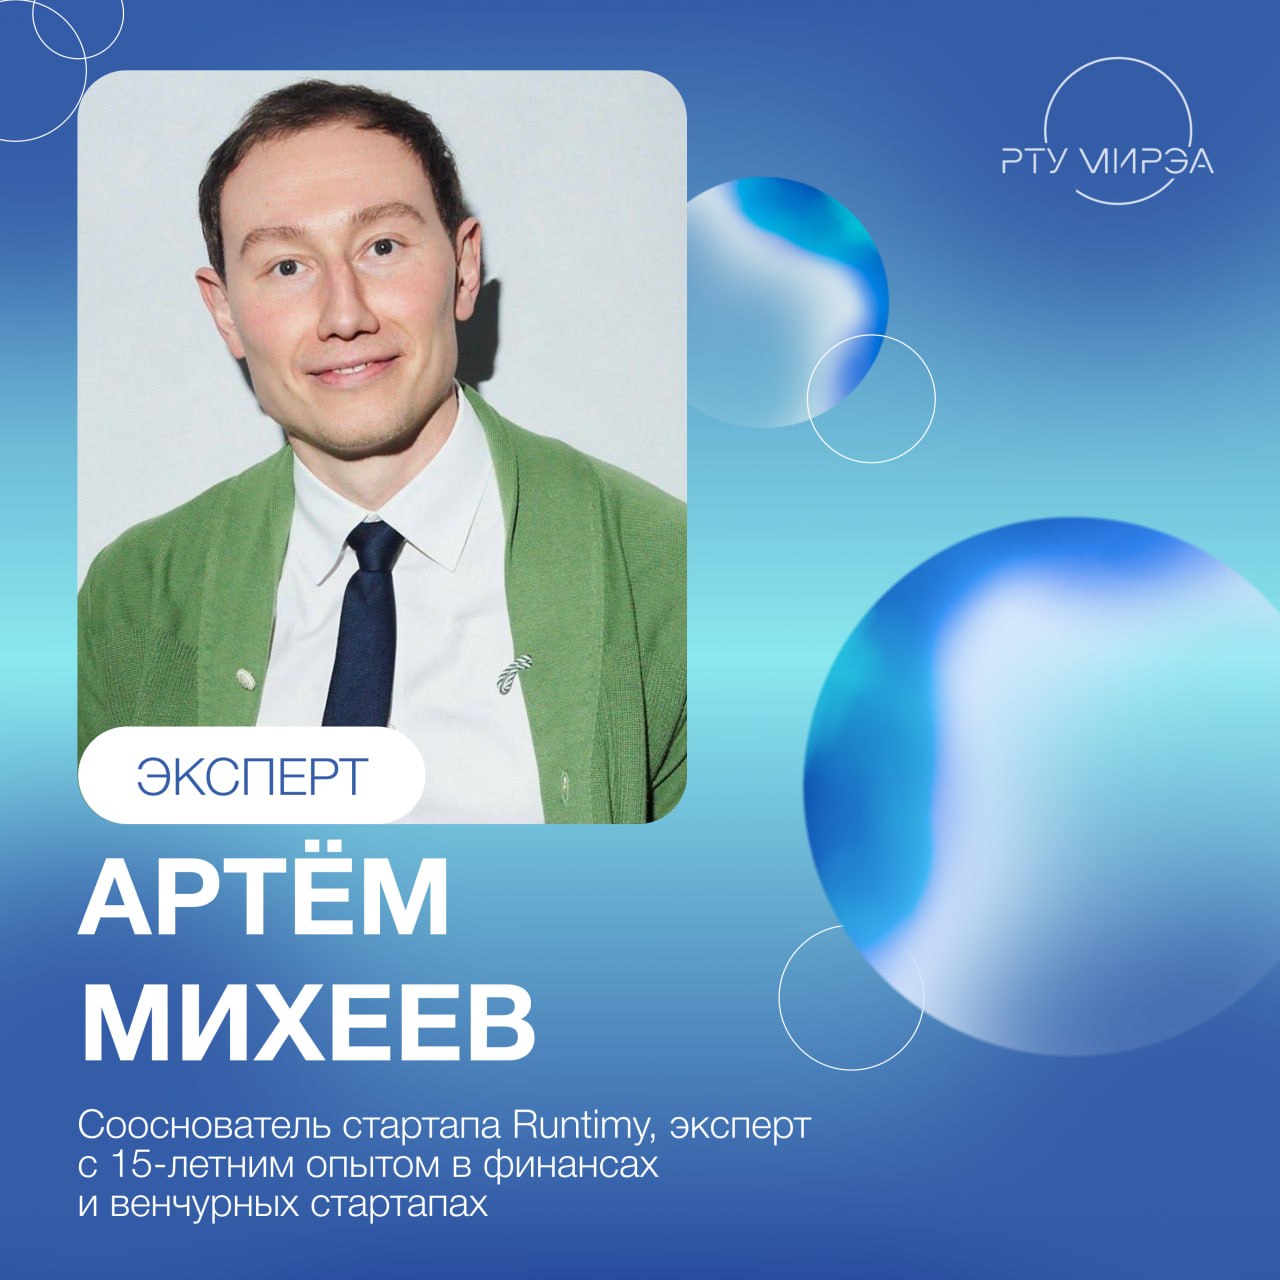 РТУ МИРЭА
ЭКСПЕРТ
АРТЁМ
МИХЕЕВ
Сооснователь стартапа Runtimy, эксперт
с 15-летним опытом в финансах
и венчурных стартапах